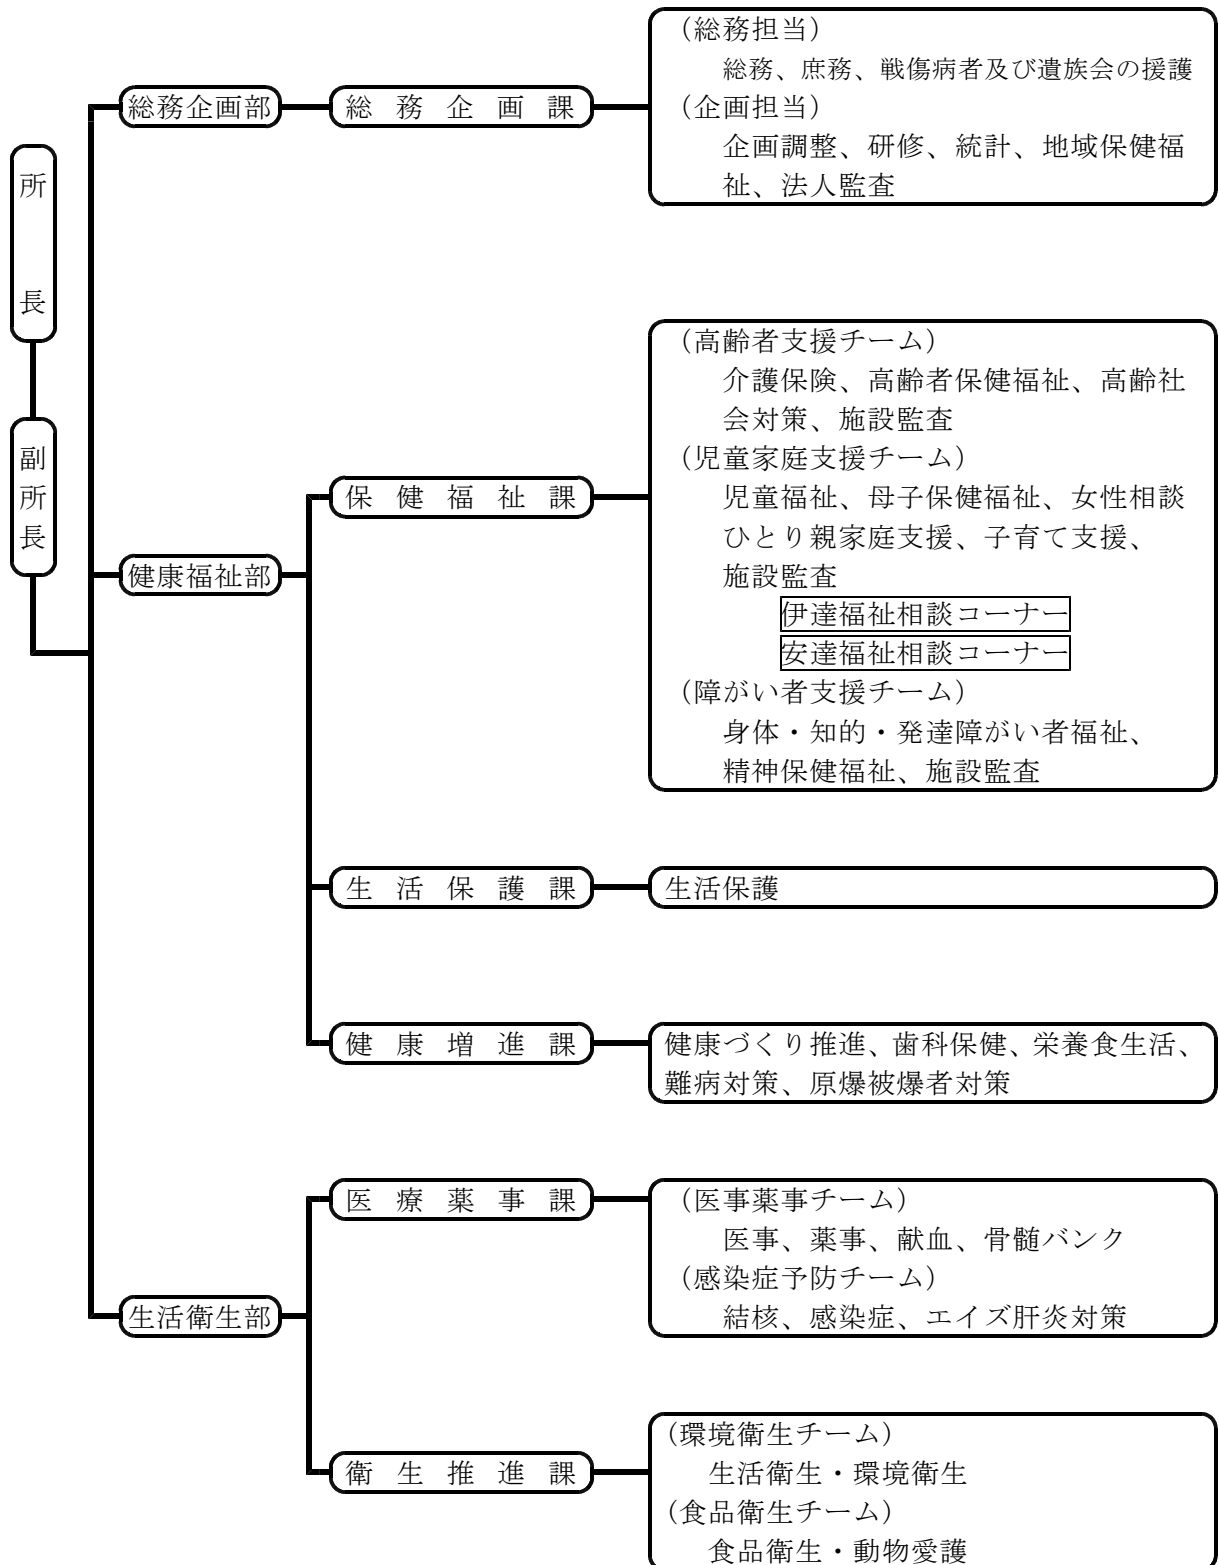 所長
副所長
総務企画部
総務企画課
（総務担当）
総務、庶務、戦傷病者及び遺族会の援護
（企画担当）
企画調整、研修、統計、地域保健福
祉、法人監査
健康福祉部
保健福祉課
（高齢者支援チーム）
介護保険、高齢者保健福祉、高齢社
会対策、施設監査
（児童家庭支援チーム）
児童福祉、母子保健福祉、女性相談
ひとり親家庭支援、子育て支援、
施設監査
伊達福祉相談コーナー
安達福祉相談コーナー
（障がい者支援チーム）
身体・知的・発達障がい者福祉、
精神保健福祉、施設監査
生活保護課
生活保護
健康増進課
健康づくり推進、歯科保健、栄養食生活、
難病対策、原爆被爆者対策
生活衛生部
医療薬事課
（医事薬事チーム）
医事、薬事、献血、骨髄バンク
（感染症予防チーム）
結核、感染症、エイズ肝炎対策
衛生推進課
（環境衛生チーム）
生活衛生・環境衛生
（食品衛生チーム）
食品衛生・動物愛護